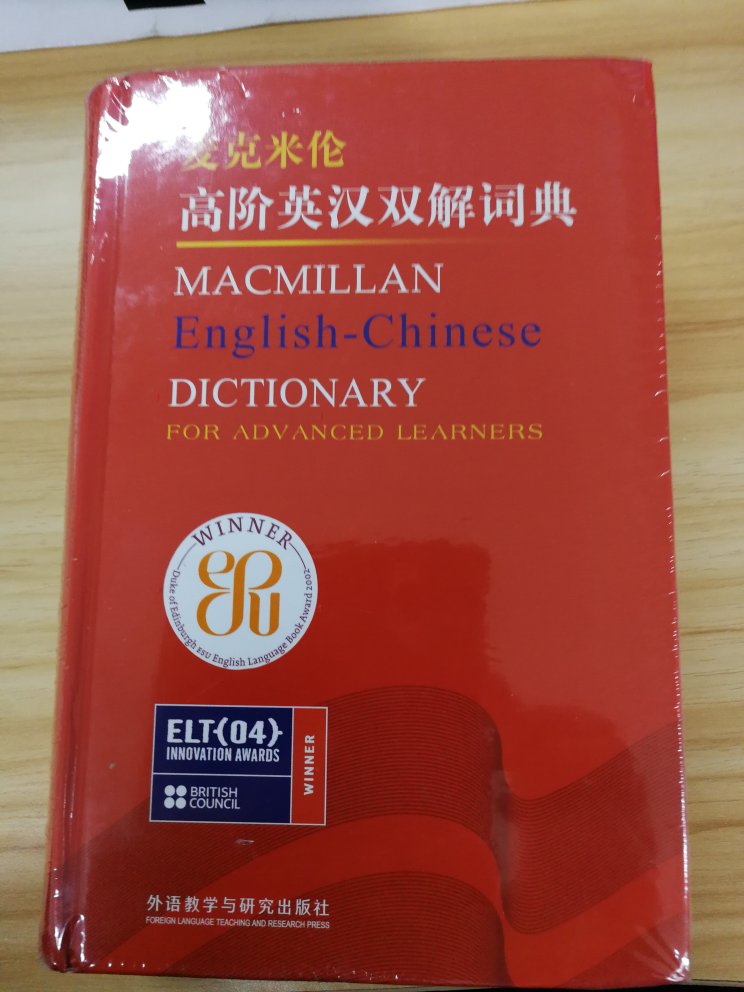 麦克米伦
高阶英汉双解词典
MACMILLAN
English-Chinese
DICTIONARY
FOR ADVANCED LEARNERS
WINNER
esu
Duke of Edinburgh ESU English Language Book Award 2002
ELT{04}
INNOVATION AWARDS
BRITISH
COUNCIL
WINNER
外语教学与研究出版社
FOREIGN LANGUAGE TEACHING AND RESEARCH PRESS